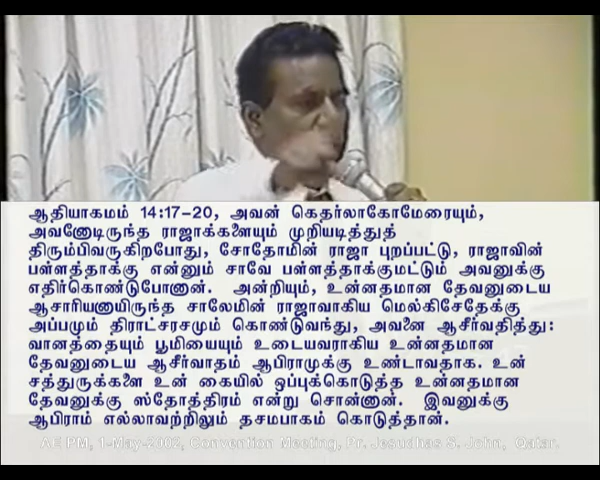 ஆதியாகமம் 14:17-20, அவன் கெதர்லாகோமேரையும்,
அவனோடிருந்த ராஜாக்களையும் முறியடித்துத்
திரும்பிவருகிறபோது, சோதோமின் ராஜா புறப்பட்டு, ராஜாவின்
பள்ளத்தாக்கு என்னும் சாவே பள்ளத்தாக்குமட்டும் அவனுக்கு
எதிர்கொண்டுபோனான். அன்றியும், உன்னதமான தேவனுடைய
ஆசாரியனாயிருந்த சாலேமின் ராஜாவாகிய மெல்கிசேதேக்கு
அப்பமும் திராட்சரசமும் கொண்டுவந்து, அவனை ஆசீர்வதித்து:
வானத்தையும் பூமியையும் உடையவராகிய உன்னதமான
தேவனுடைய ஆசீர்வாதம் ஆபிராமுக்கு உண்டாவதாக. உன்
சத்துருக்களை உன் கையில் ஒப்புக்கொடுத்த உன்னதமான
தேவனுக்கு ஸ்தோத்திரம் என்று சொன்னான். இவனுக்கு
ஆபிராம் எல்லாவற்றிலும் தசமபாகம் கொடுத்தான்.
PM, 1-May-2002, Convention Meeting, Pr. Jesudhas S. John, Qatar.